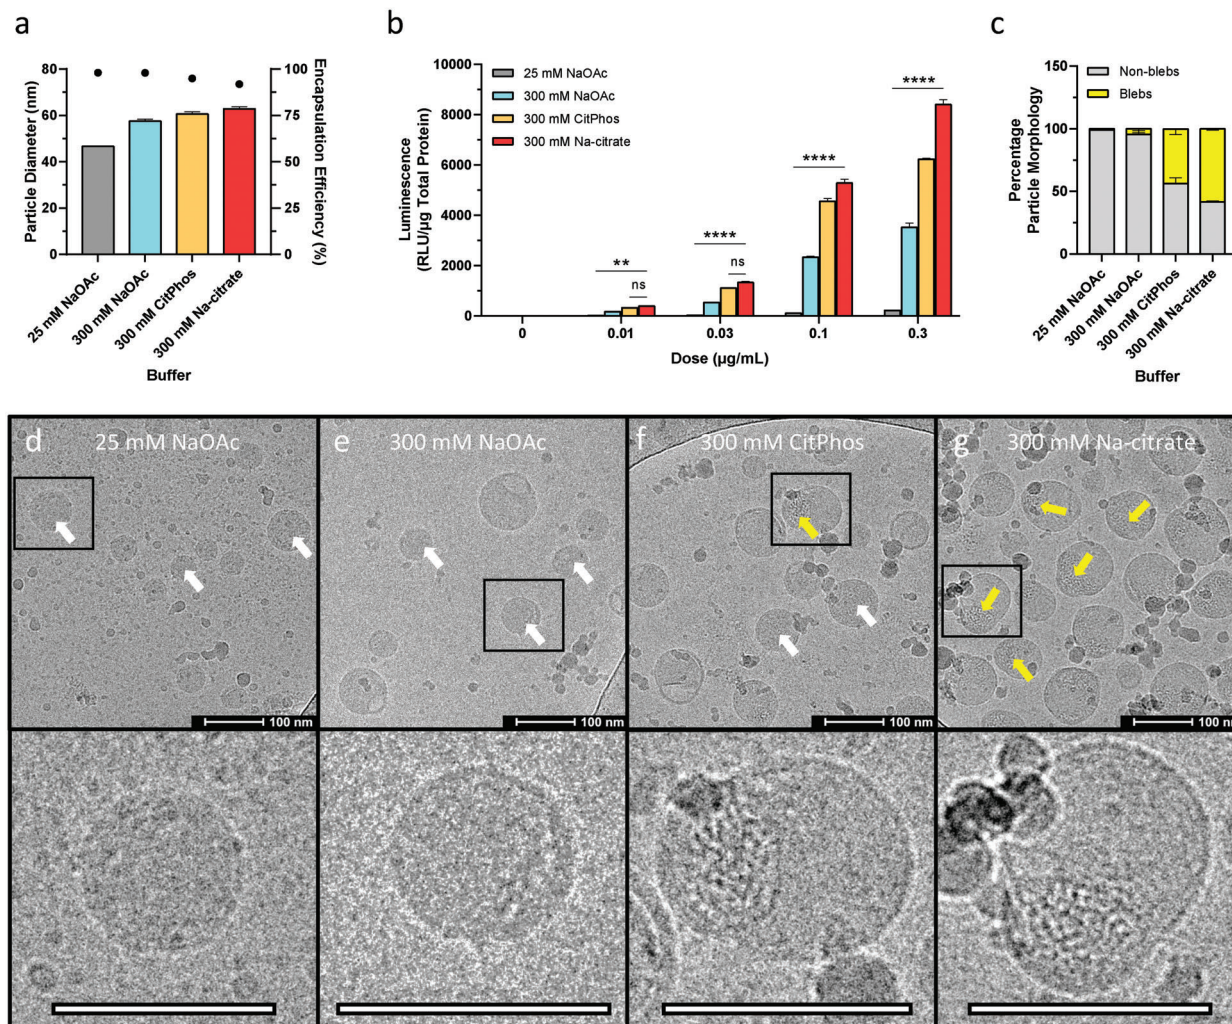 a
Particle Diameter (nm)
80
60
40
20
0
100
75
50
25
0
Encapsulation Efficiency (%)
25 mM NaOAc
300 mM NaOAc
300 mM CitPhos
300 mM Na-citrate
Buffer
b
Luminescence
(RLU/µg Total Protein)
10000
8000
6000
4000
2000
0
25 mM NaOAc
300 mM NaOAc
300 mM CitPhos
300 mM Na-citrate
**
ns
****
ns
****
****
0
0.01
0.03
0.1
0.3
Dose (µg/mL)
c
Percentage
Particle Morphology
150
100
50
0
Non-blebs
Blebs
25 mM NaOAc
300 mM NaOAc
300 mM CitPhos
300 mM Na-citrate
Buffer
d 25 mM NaOAc
100 nm
e 300 mM NaOAc
100 nm
f 300 mM CitPhos
100 nm
g 300 mM Na-citrate
100 nm